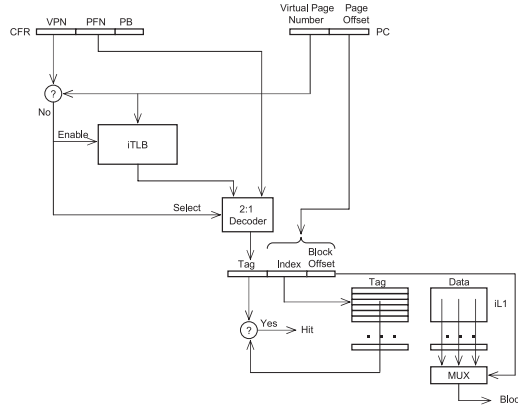 Virtual Page Number
Page Offset
CFR
VPN
PFN
PB
PC
?
No
Enable
iTLB
Select
2:1 Decoder
Tag
Index
Block Offset
Tag
Data
iL1
?
Yes
Hit
MUX
Bloc